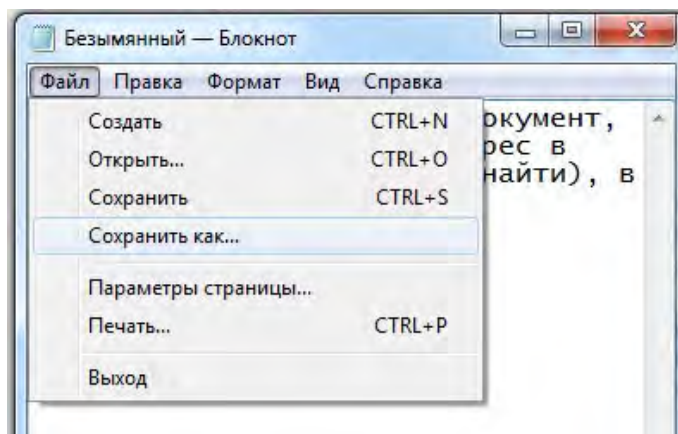 Безымянный — Блокнот
Файл Правка Формат Вид Справка
Создать CTRL+N
Открыть... CTRL+O
Сохранить CTRL+S
Сохранить как...
Параметры страницы...
Печать... CTRL+P
Выход
окумент,
рес в
найти), в